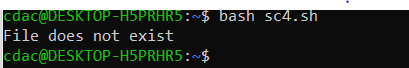 cdac@DESKTOP-H5PRHR5:~$ bash sc4.sh
File does not exist
cdac@DESKTOP-H5PRHR5:~$